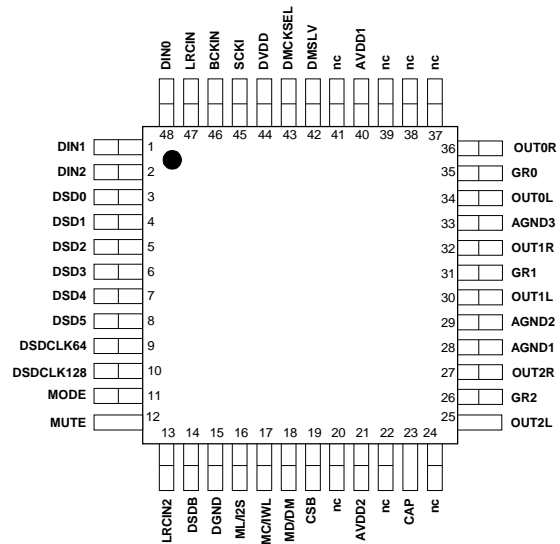 DIN0 LRCIN BCKIN SCKI DVDD DMCKSEL DMSLV nc AVDD1 nc nc nc
48 47 46 45 44 43 42 41 40 39 38 37
DIN1 1 36 OUT0R
DIN2 2 35 GR0
DSD0 3 34 OUT0L
DSD1 4 33 AGND3
DSD2 5 32 OUT1R
DSD3 6 31 GR1
DSD4 7 30 OUT1L
DSD5 8 29 AGND2
DSDCLK64 9 28 AGND1
DSDCLK128 10 27 OUT2R
MODE 11 26 GR2
MUTE 12 25 OUT2L
13 14 15 16 17 18 19 20 21 22 23 24
LRCIN2 DSDB DGND ML/I2S MC/IWL MD/DM CSB nc AVDD2 nc CAP nc